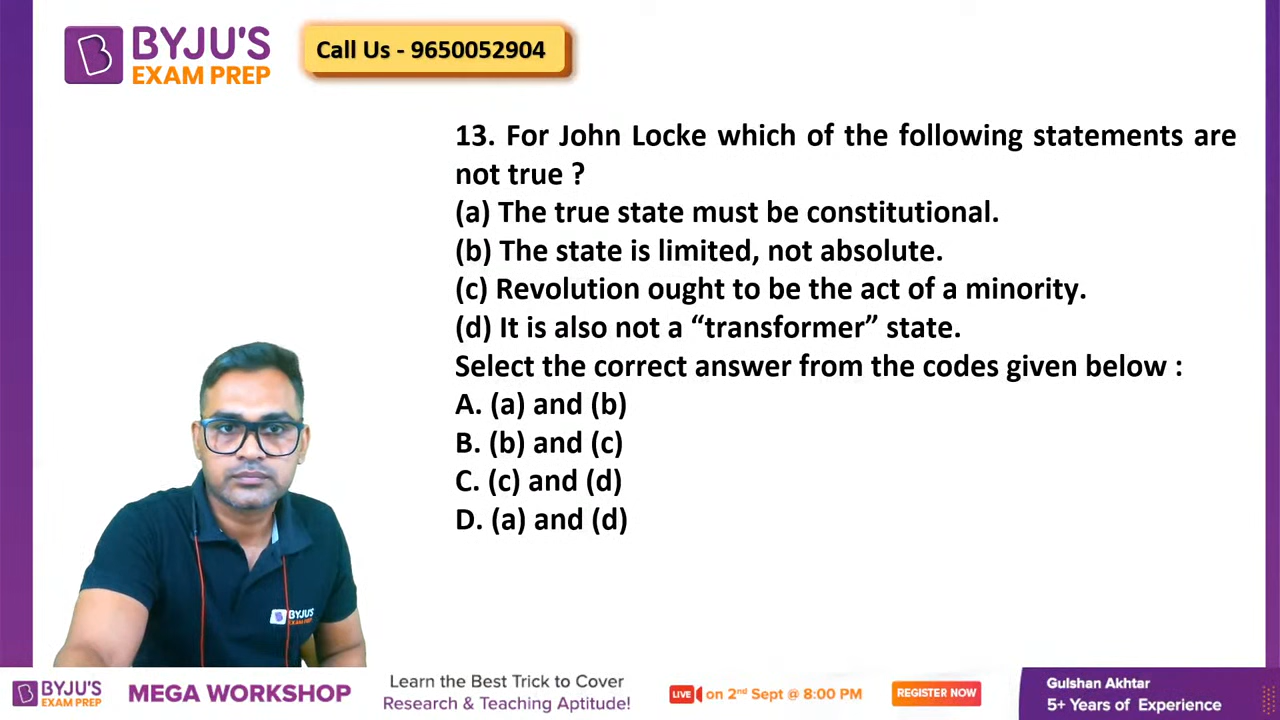 BYJU'S
EXAM PREP
Call Us - 9650052904
13. For John Locke which of the following statements are
not true ?
(a) The true state must be constitutional.
(b) The state is limited, not absolute.
(c) Revolution ought to be the act of a minority.
(d) It is also not a “transformer” state.
Select the correct answer from the codes given below :
A. (a) and (b)
B. (b) and (c)
C. (c) and (d)
D. (a) and (d)
BYJU'S
EXAM PREP
BYJU'S
EXAM PREP
MEGA WORKSHOP
Learn the Best Trick to Cover
Research & Teaching Aptitude!
LIVE on 2nd Sept @ 8:00 PM
REGISTER NOW
Gulshan Akhtar
5+ Years of Experience